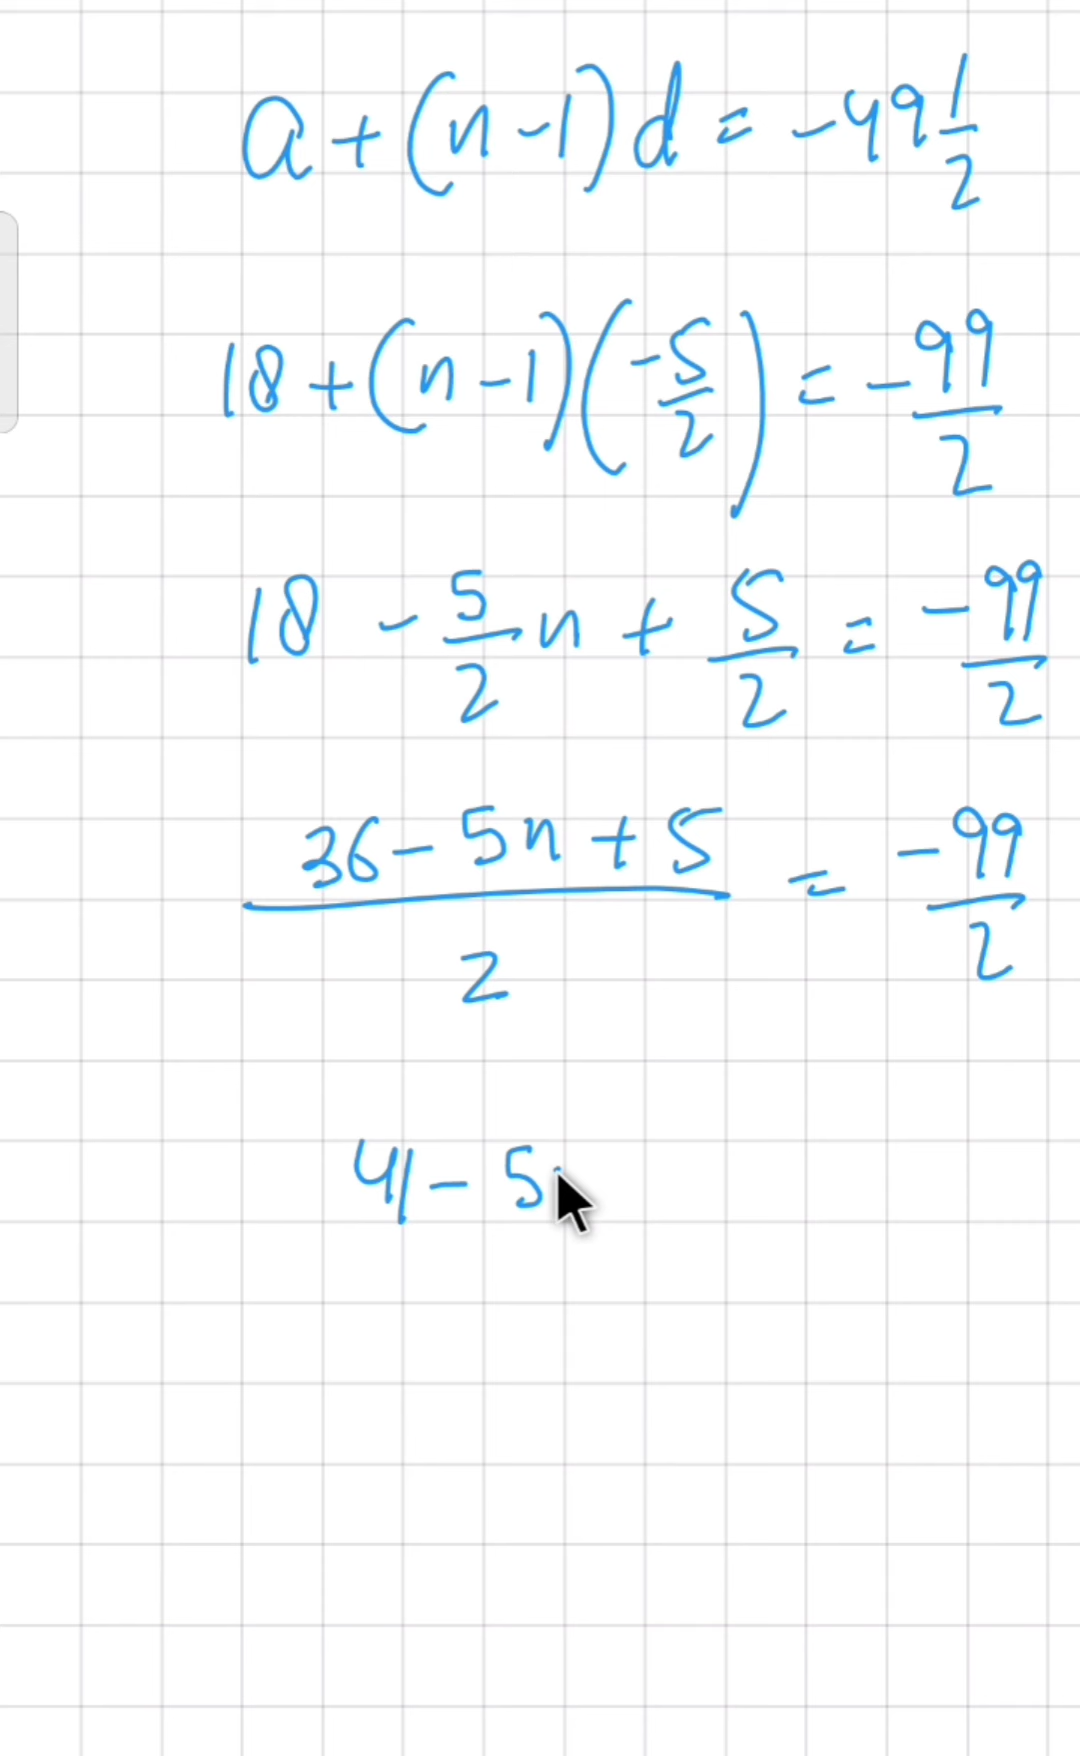 a + (n - 1) d = -49 1/2
18 + (n - 1) (-5/2) = -99/2
18 - 5/2 n + 5/2 = -99/2
(36 - 5n + 5)/2 = -99/2
41 - 5